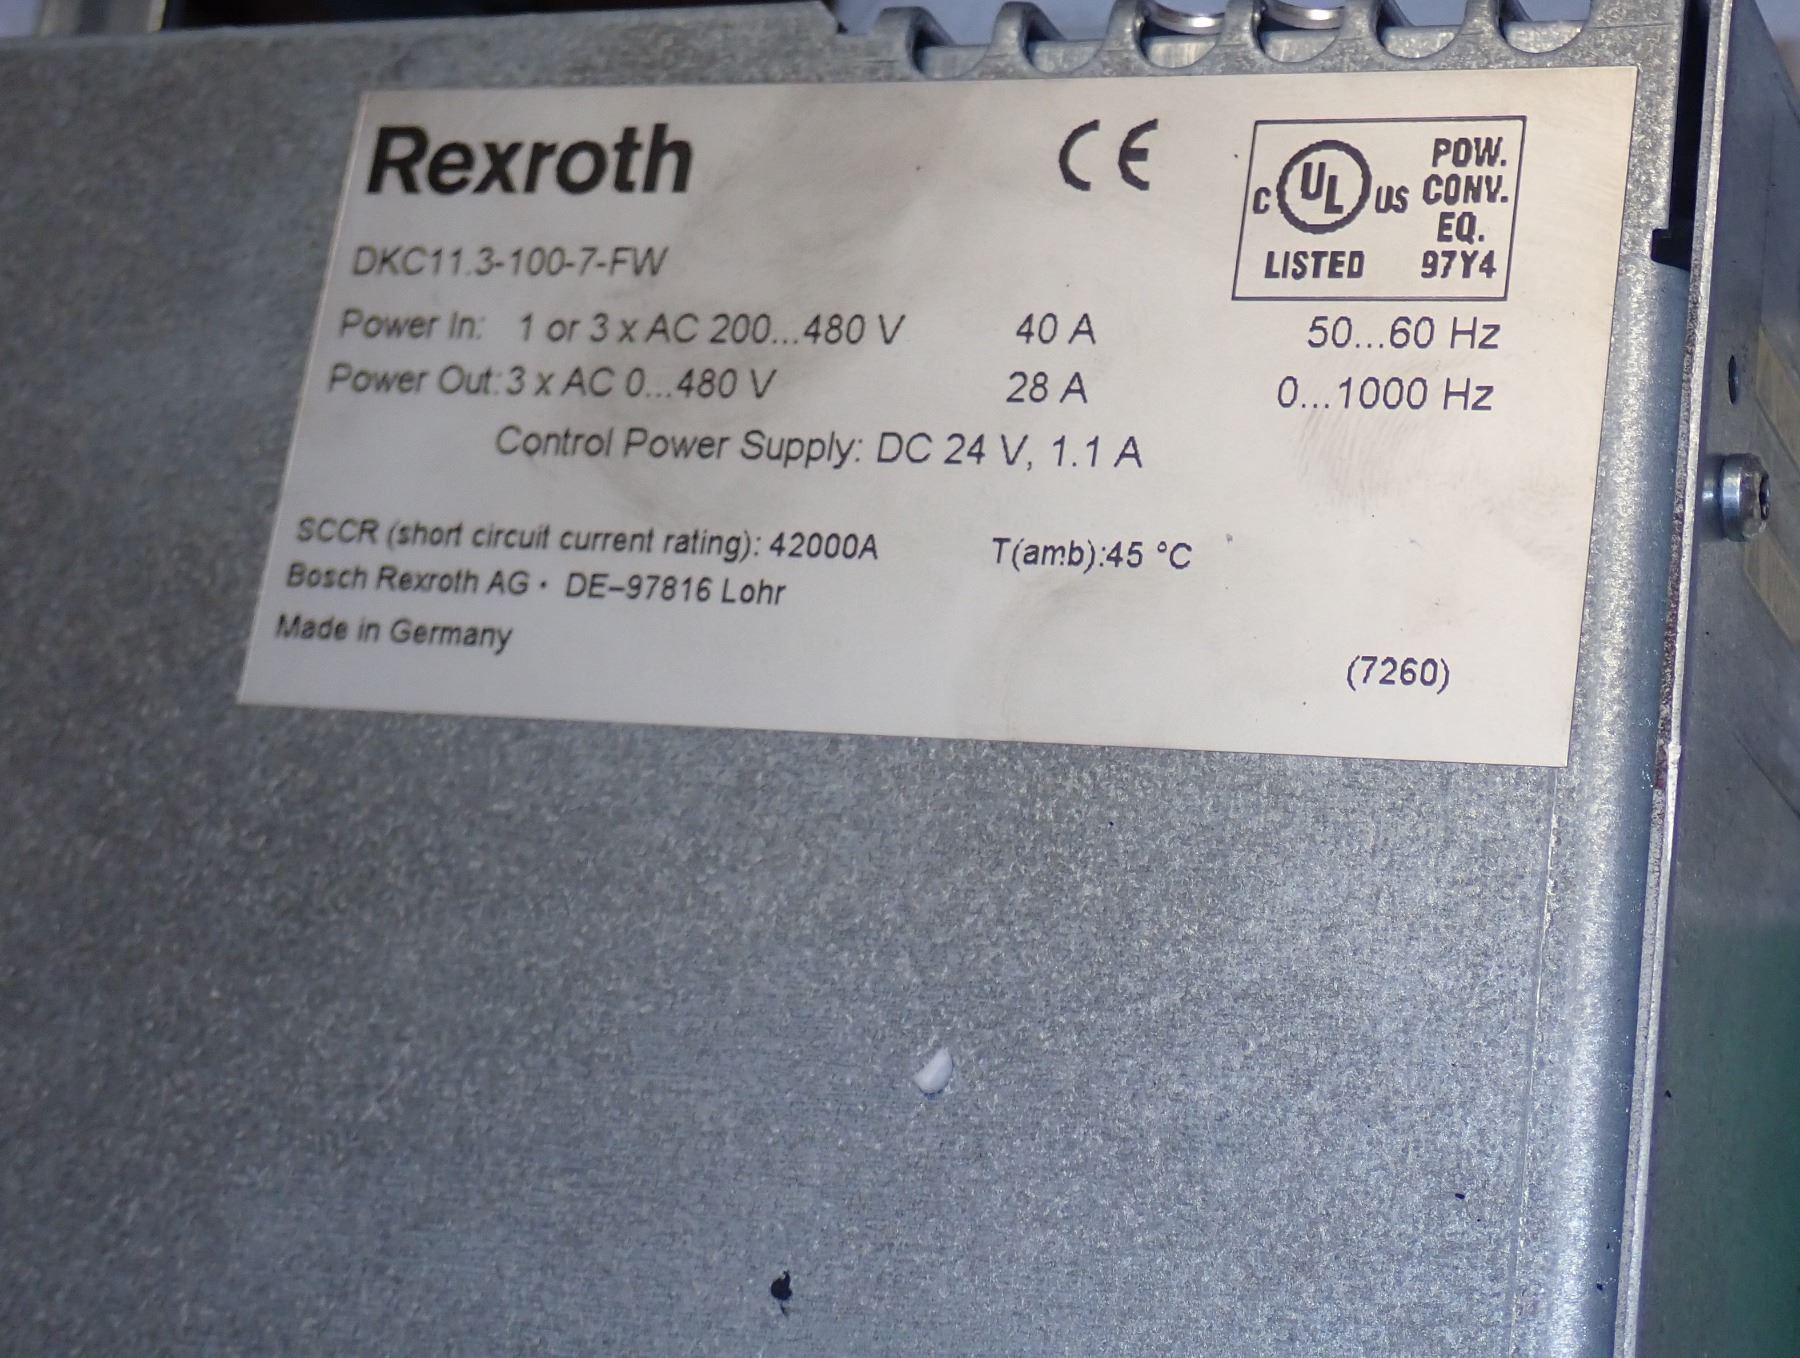 Rexroth
CE
C UL US
LISTED
POW.
CONV.
EQ.
97Y4
DKC11.3-100-7-FW
Power In: 1 or 3 x AC 200...480 V 40 A 50...60 Hz
Power Out: 3 x AC 0...480 V 28 A 0...1000 Hz
Control Power Supply: DC 24 V, 1.1 A
SCCR (short circuit current rating): 42000A T(amb):45 °C
Bosch Rexroth AG · DE–97816 Lohr
Made in Germany
(7260)